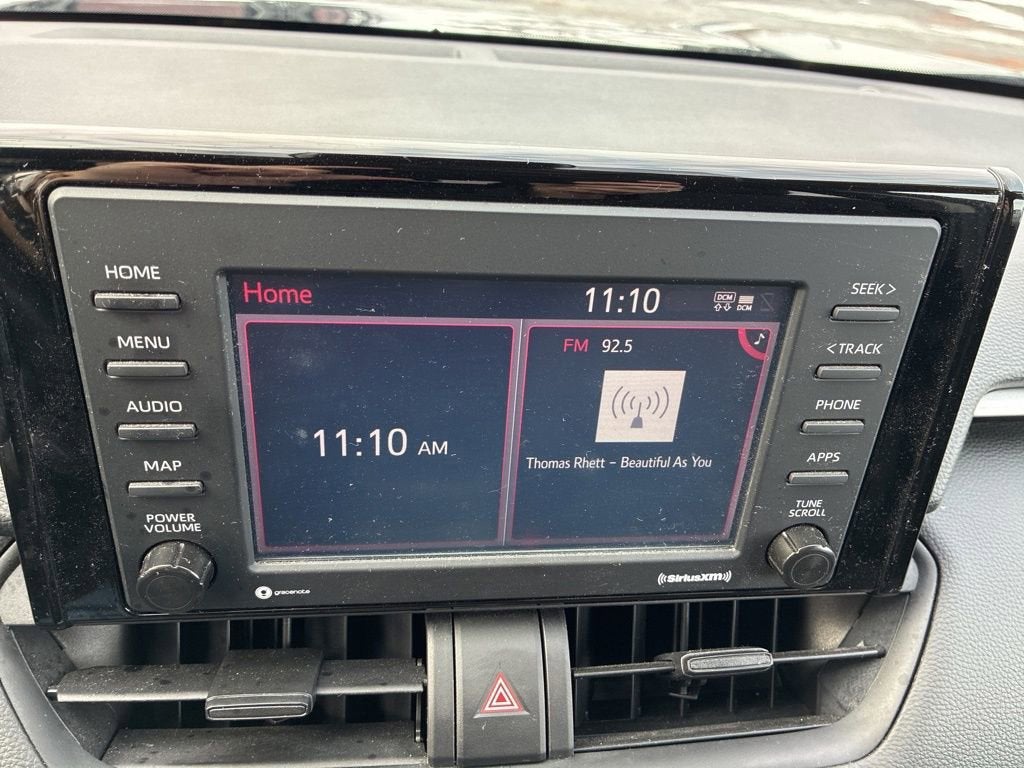 HOME
MENU
AUDIO
MAP
POWER
VOLUME
Home
11:10
DCM
DCM
11:10 AM
FM 92.5
Thomas Rhett – Beautiful As You
SEEK >
< TRACK
PHONE
APPS
TUNE
SCROLL
gracenote
((SiriusXM))